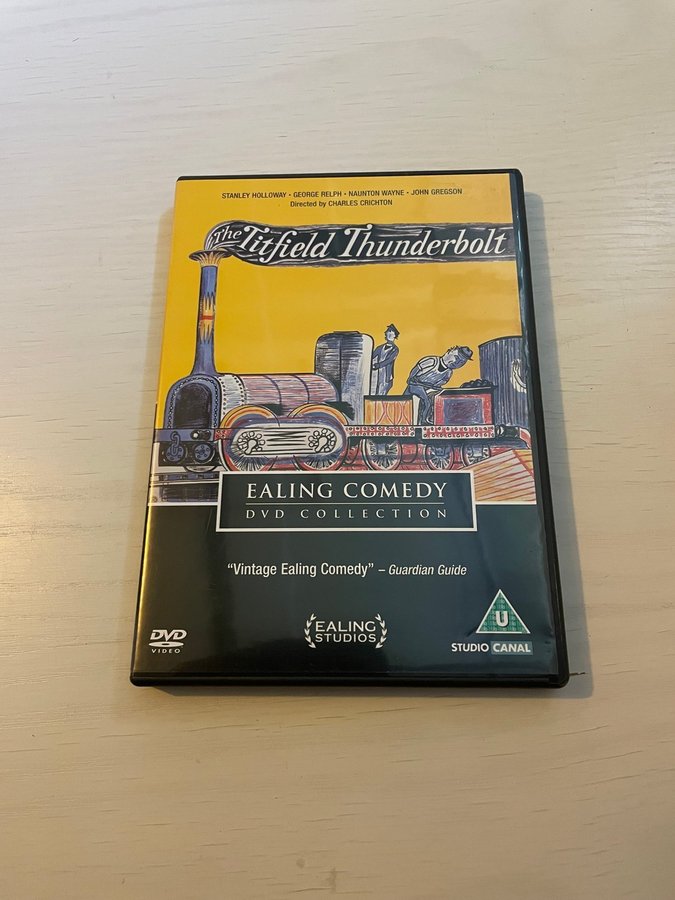 STANLEY HOLLOWAY • GEORGE RELPH • NAUNTON WAYNE • JOHN GREGSON
Directed by CHARLES CRICHTON
The Titfield Thunderbolt
EALING COMEDY
DVD COLLECTION
“Vintage Ealing Comedy” – Guardian Guide
DVD
VIDEO
EALING
STUDIOS
U
STUDIO CANAL